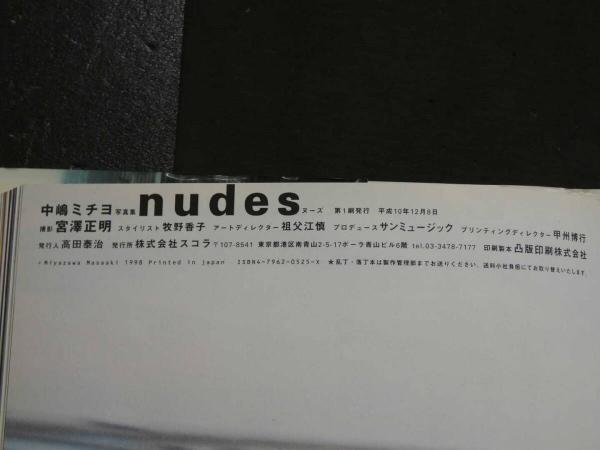 中嶋ミチヨ 写真集 nudes ヌーズ 第1刷発行 平成10年12月8日
撮影 宮澤正明 スタイリスト 牧野香子 アートディレクター 祖父江慎 プロデュース サンミュージック プリンティングディレクター 甲州博行
発行人 高田泰治 発行所 株式会社スコラ 〒107-8541 東京都港区南青山2-5-17ポーラ青山ビル6階 tel.03-3478-7177 印刷製本 凸版印刷株式会社
©Miyazawa Masaaki 1998 Printed in japan ISBN4-7962-0525-X ★乱丁・落丁本は製作管理部までお送りください。送料小社負担にてお取り替えいたします。